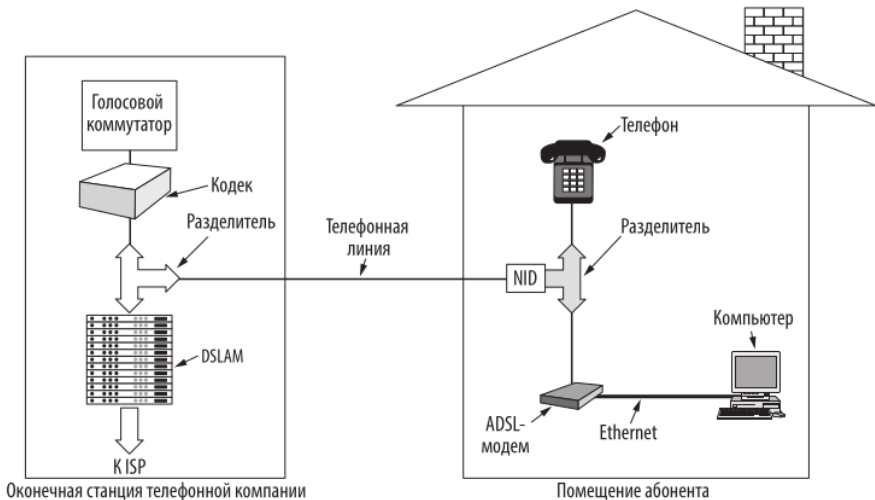 Голосовой
коммутатор
Кодек
Разделитель
DSLAM
К ISP
Оконечная станция телефонной компании
Телефонная
линия
NID
Телефон
Разделитель
Компьютер
ADSL-
модем
Ethernet
Помещение абонента